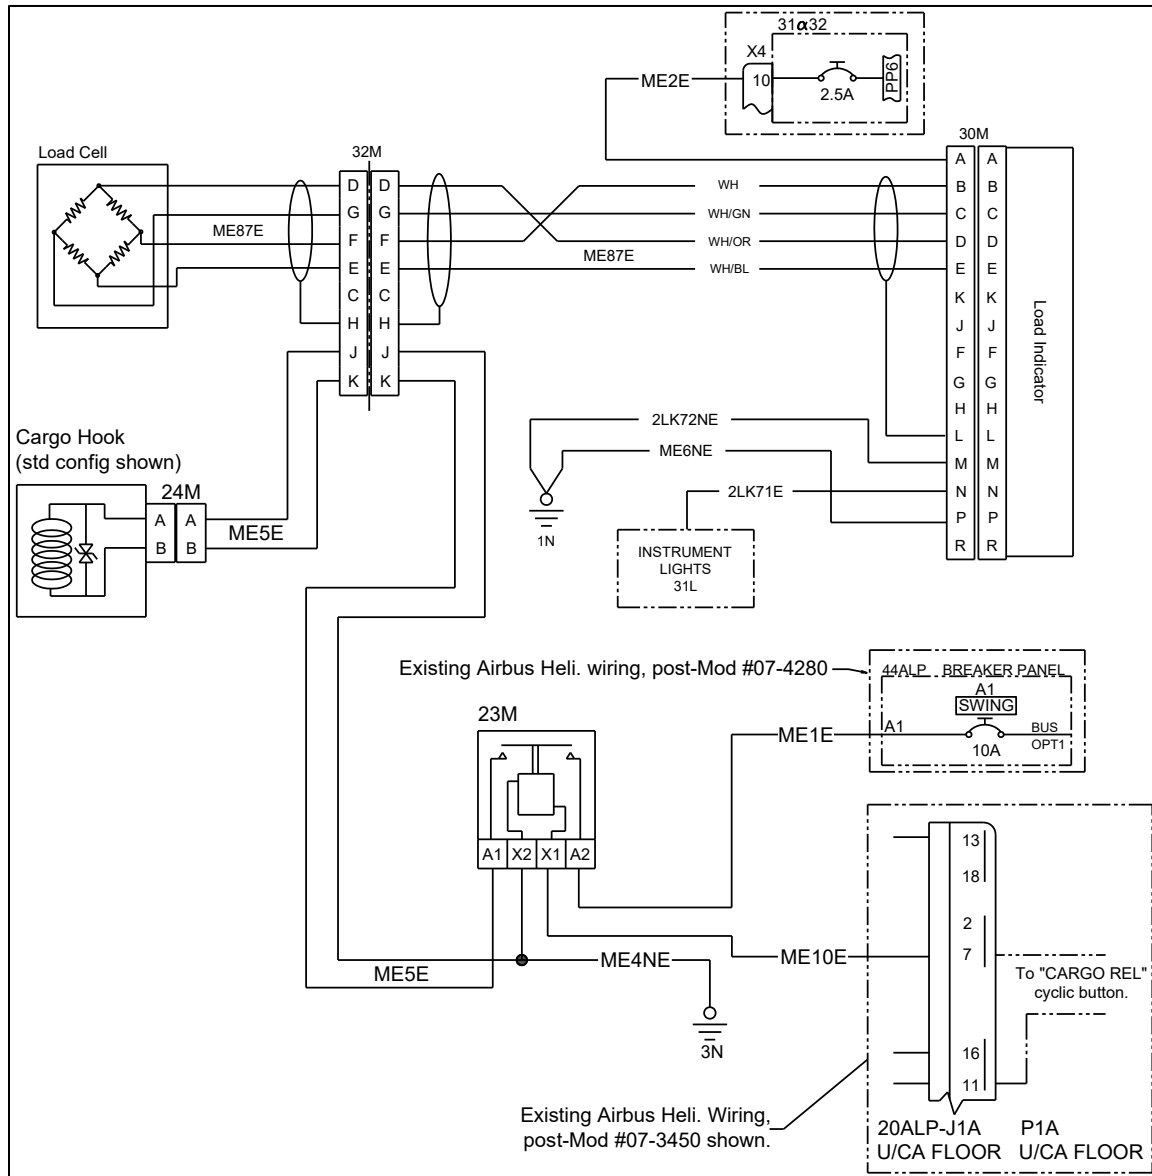 31α32
X4
10
PP6
2.5A
ME2E
30M
Load Cell
32M
ME87E
D D
G G
F F
E E
C C
H H
J J
K K
WH
WH/GN
WH/OR
ME87E
WH/BL
A A
B B
C C
D D
E E
K K
J J
F F
G G
H H
L L
M M
N N
P P
R R
Load Indicator
2LK72NE
ME6NE
2LK71E
1N
INSTRUMENT
LIGHTS
31L
Cargo Hook
(std config shown)
24M
A A
B B
ME5E
Existing Airbus Heli. wiring, post-Mod #07-4280
44ALP BREAKER PANEL
A1
SWING
A1
10A
BUS
OPT1
ME1E
23M
A1 X2 X1 A2
ME5E
ME4NE
3N
ME10E
13
18
2
7
16
11
To "CARGO REL"
cyclic button.
Existing Airbus Heli. Wiring,
post-Mod #07-3450 shown.
20ALP-J1A P1A
U/CA FLOOR U/CA FLOOR